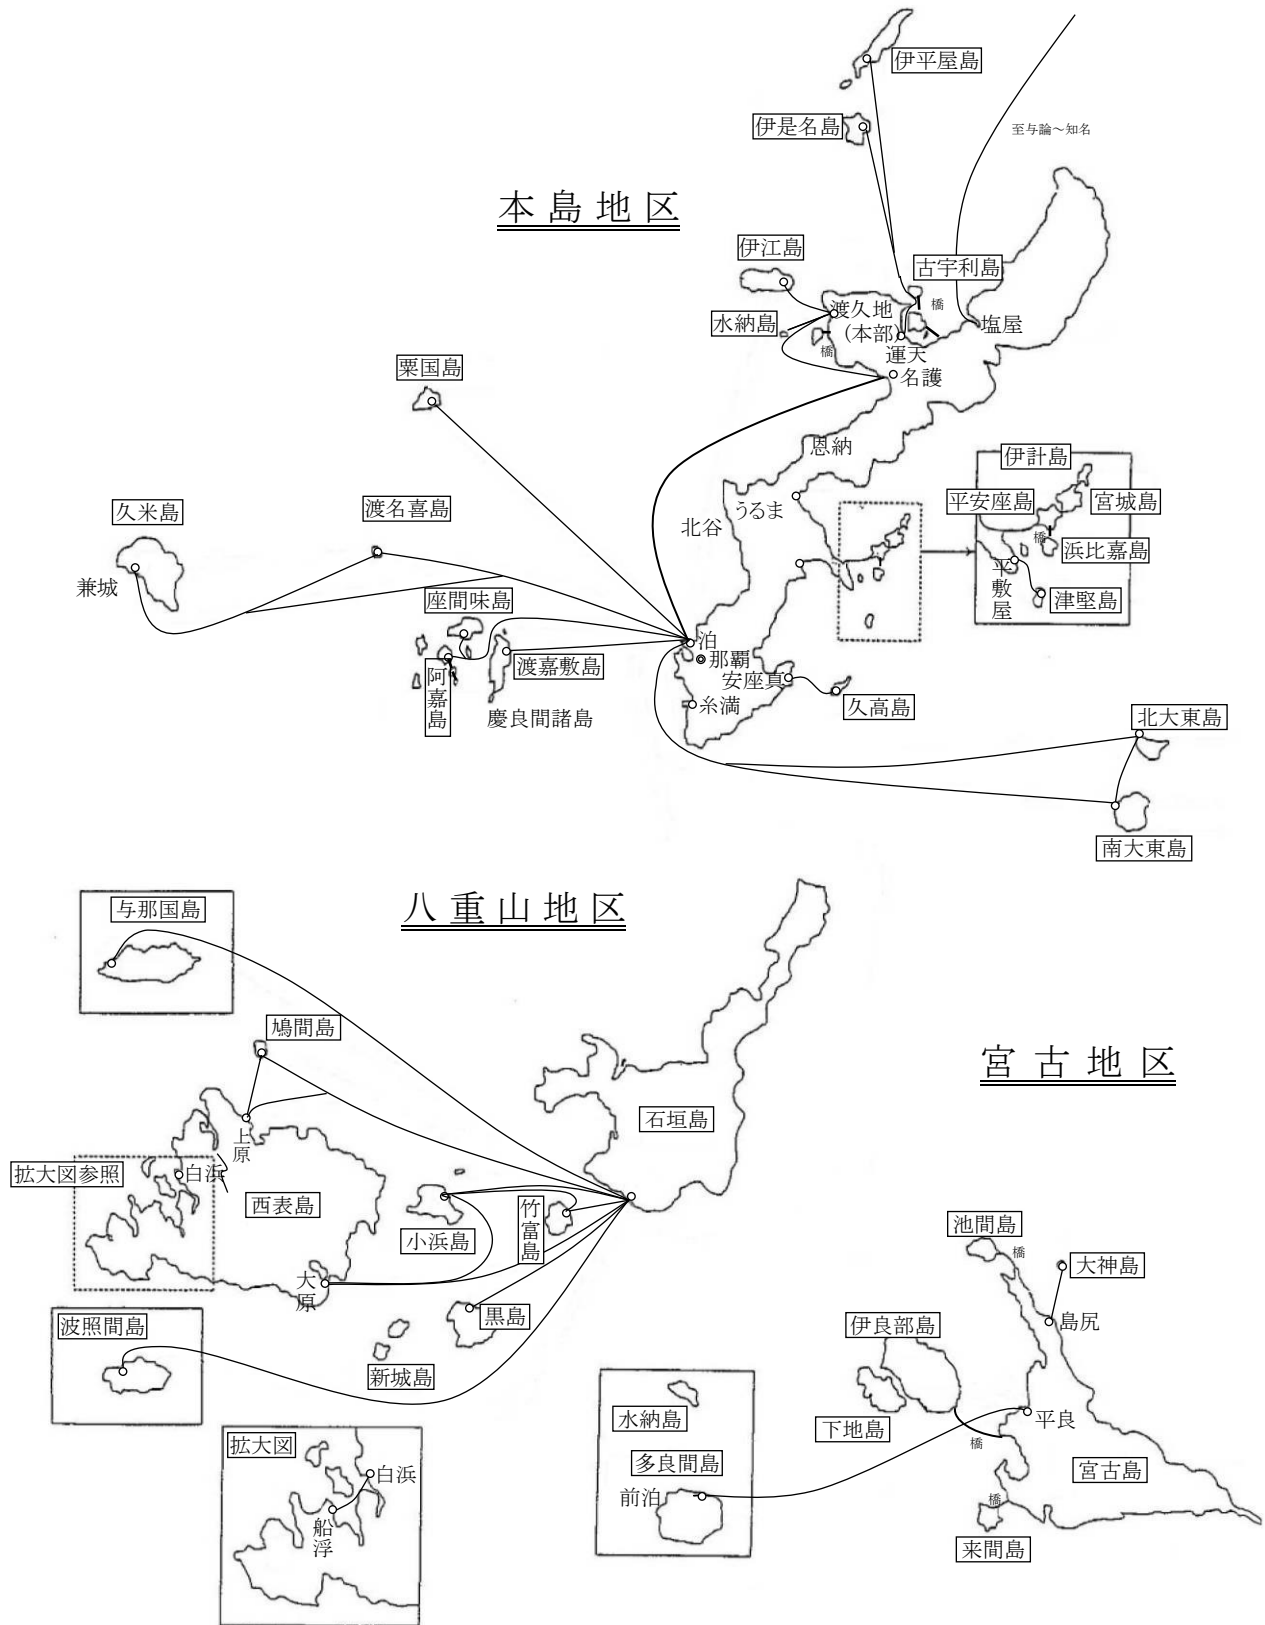 伊平屋島
伊是名島
至与論～知名
本島地区
伊江島
古宇利島
橋
渡久地
(本部)
水納島
橋
塩屋
運天
名護
粟国島
恩納
伊計島
平安座島
宮城島
橋
浜比嘉島
平敷屋
津堅島
うるま
北谷
久米島
渡名喜島
兼城
座間味島
阿嘉島
渡嘉敷島
慶良間諸島
泊
那覇
安座真
糸満
久高島
北大東島
南大東島
八重山地区
与那国島
鳩間島
上原
石垣島
拡大図参照
白浜
西表島
小浜島
竹富島
大原
黒島
新城島
波照間島
拡大図
白浜
船浮
宮古地区
池間島
橋
大神島
島尻
伊良部島
下地島
橋
平良
水納島
多良間島
前泊
宮古島
橋
来間島